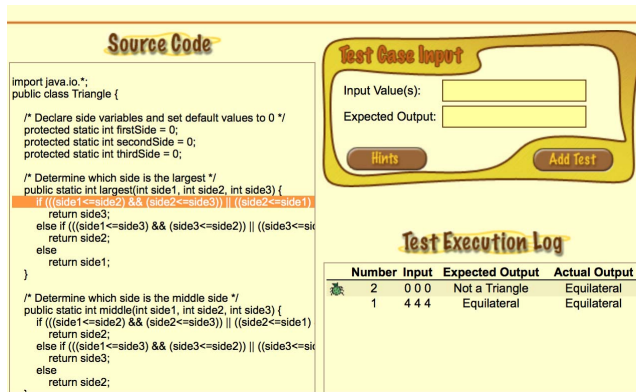 Source Code
import java.io.*;
public class Triangle {
/* Declare side variables and set default values to 0 */
protected static int firstSide = 0;
protected static int secondSide = 0;
protected static int thirdSide = 0;
/* Determine which side is the largest */
public static int largest(int side1, int side2, int side3) {
if (((side1<=side2) && (side2<=side3)) || ((side2<=side1)
return side3;
else if (((side1<=side3) && (side3<=side2)) || ((side3<=si
return side2;
else
return side1;
}
/* Determine which side is the middle side */
public static int middle(int side1, int side2, int side3) {
if (((side1<=side2) && (side2<=side3)) || ((side2<=side1)
return side2;
else if (((side1<=side3) && (side3<=side2)) || ((side3<=si
return side3;
else
return side2;
Test Case Input
Input Value(s):
Expected Output:
Hints
Add Test
Test Execution Log
Number Input Expected Output Actual Output
2 0 0 0 Not a Triangle Equilateral
1 4 4 4 Equilateral Equilateral